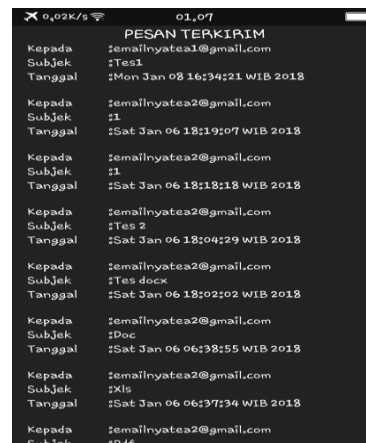 0,02K/s 01.07
PESAN TERKIRIM
Kepada :emailnyatea1@gmail.com
Subjek :Tes1
Tanggal :Mon Jan 08 16:34:21 WIB 2018
Kepada :emailnyatea2@gmail.com
Subjek :1
Tanggal :Sat Jan 06 18:19:07 WIB 2018
Kepada :emailnyatea2@gmail.com
Subjek :1
Tanggal :Sat Jan 06 18:18:18 WIB 2018
Kepada :emailnyatea2@gmail.com
Subjek :Tes 2
Tanggal :Sat Jan 06 18:04:29 WIB 2018
Kepada :emailnyatea2@gmail.com
Subjek :Tes docx
Tanggal :Sat Jan 06 18:02:02 WIB 2018
Kepada :emailnyatea2@gmail.com
Subjek :Doc
Tanggal :Sat Jan 06 06:38:55 WIB 2018
Kepada :emailnyatea2@gmail.com
Subjek :Xls
Tanggal :Sat Jan 06 06:37:34 WIB 2018
Kepada :emailnyatea2@gmail.com
Subjek :Pdf